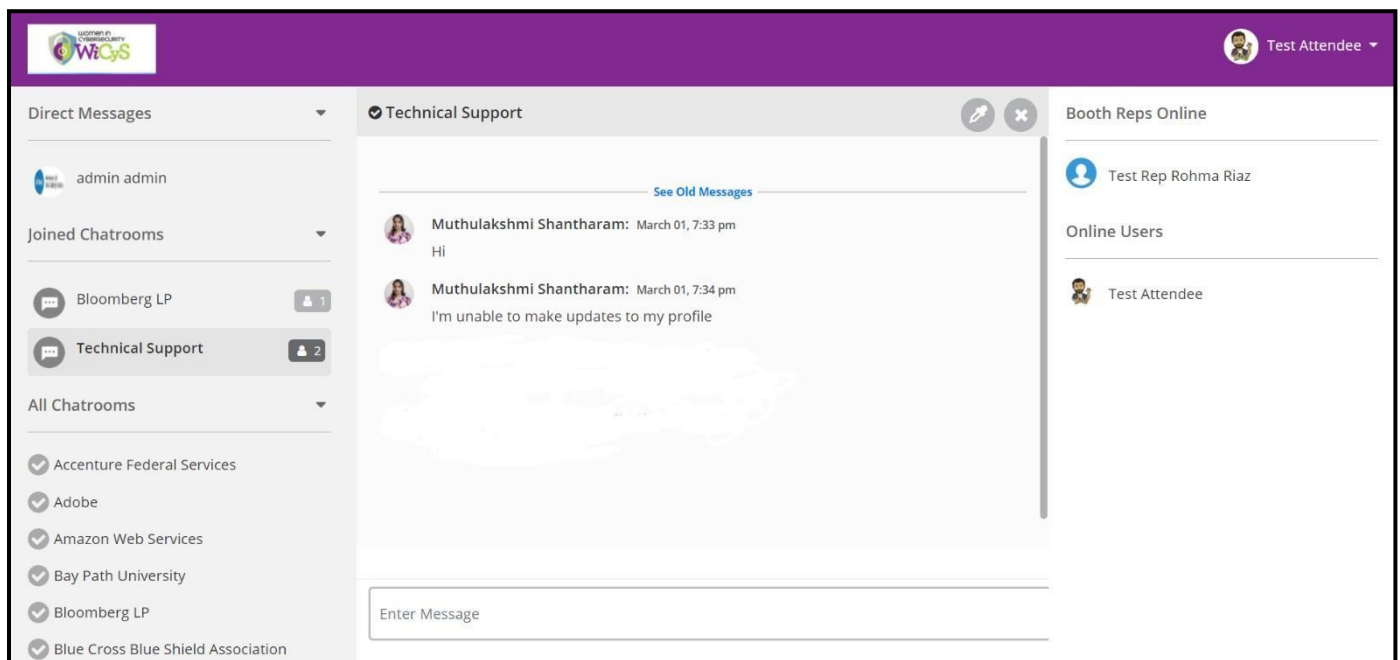 women in
CYBERSECURITY
WiCyS
Test Attendee
Direct Messages
admin admin
Joined Chatrooms
Bloomberg LP
1
Technical Support
2
All Chatrooms
Accenture Federal Services
Adobe
Amazon Web Services
Bay Path University
Bloomberg LP
Blue Cross Blue Shield Association
Technical Support
See Old Messages
Muthulakshmi Shantharam: March 01, 7:33 pm
Hi
Muthulakshmi Shantharam: March 01, 7:34 pm
I'm unable to make updates to my profile
Enter Message
Booth Reps Online
Test Rep Rohma Riaz
Online Users
Test Attendee